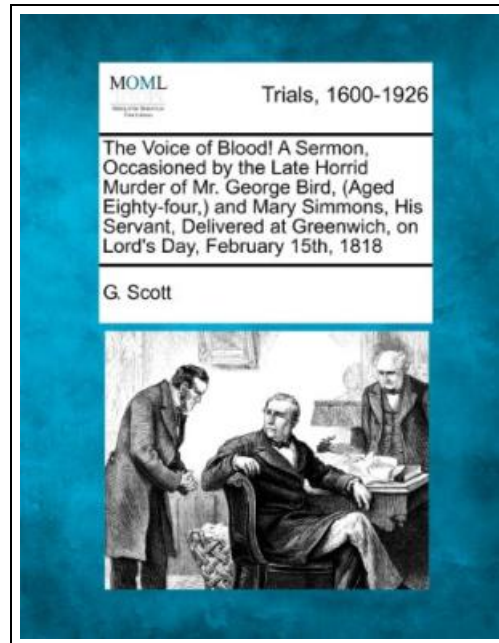 MOML
Trials, 1600-1926
The Voice of Blood! A Sermon,
Occasioned by the Late Horrid
Murder of Mr. George Bird, (Aged
Eighty-four,) and Mary Simmons, His
Servant, Delivered at Greenwich, on
Lord's Day, February 15th, 1818
G. Scott